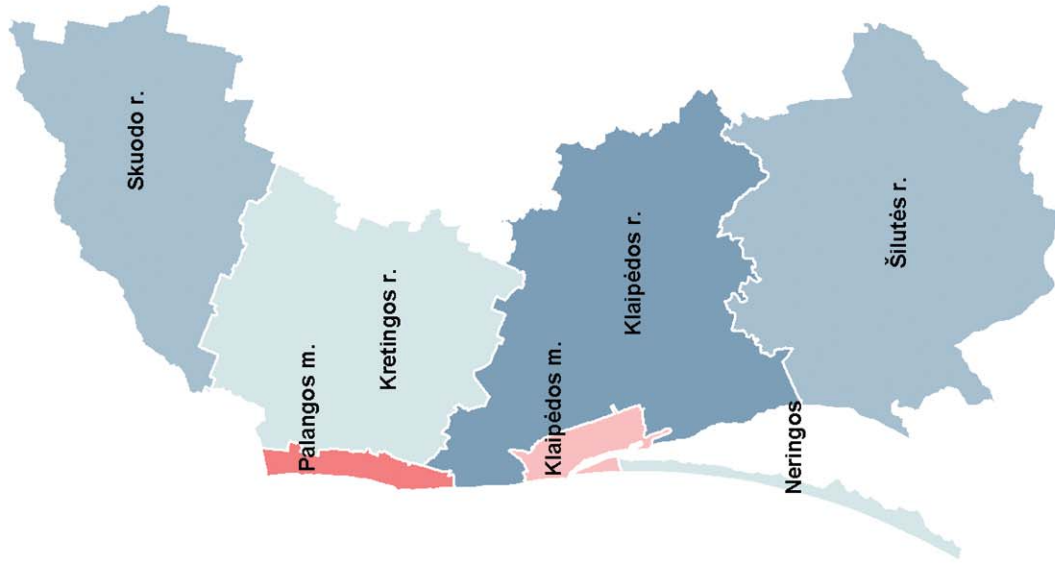 Skuodo r.
Palangos m.
Kretingos r.
Klaipėdos m.
Klaipėdos r.
Neringos
Šilutės r.